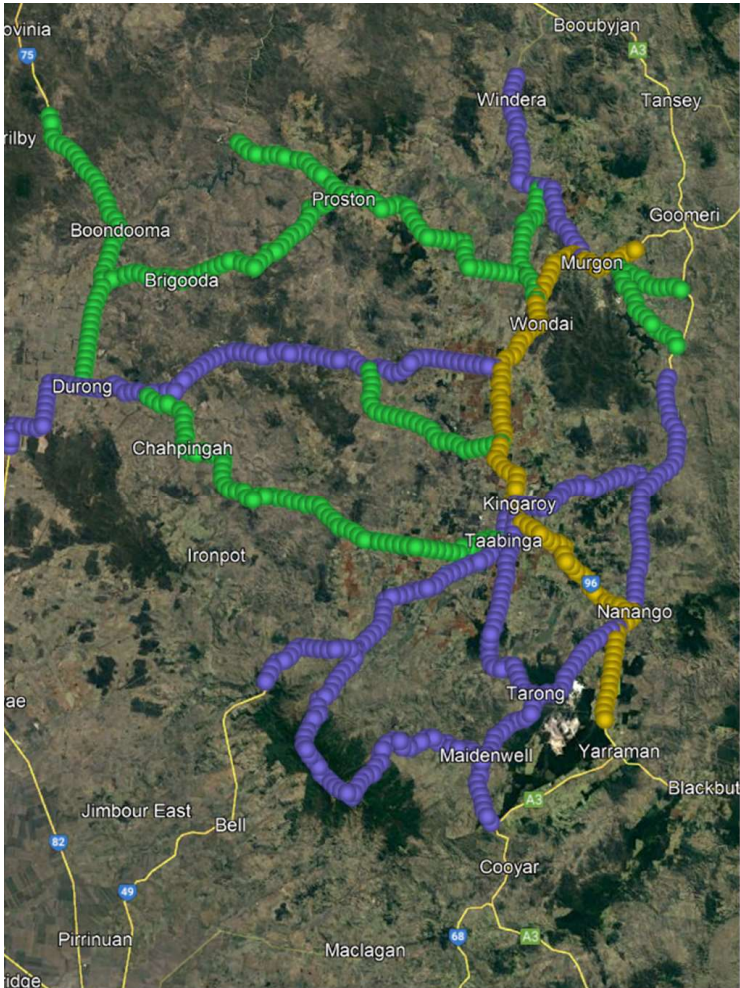 ovinia
Booubyjan
A3
75
Windera
Tansey
rilby
Proston
Goomeri
Boondooma
Murgon
Brigooda
Wondai
Durong
Chahpingah
Kingaroy
Taabinga
Ironpot
96
Nanango
ae
Tarong
Maidenwell
Yarraman
Blackbut
Jimbour East
A3
Bell
82
Cooyar
49
Pirrinuan
68
A3
Maclagan
ridge